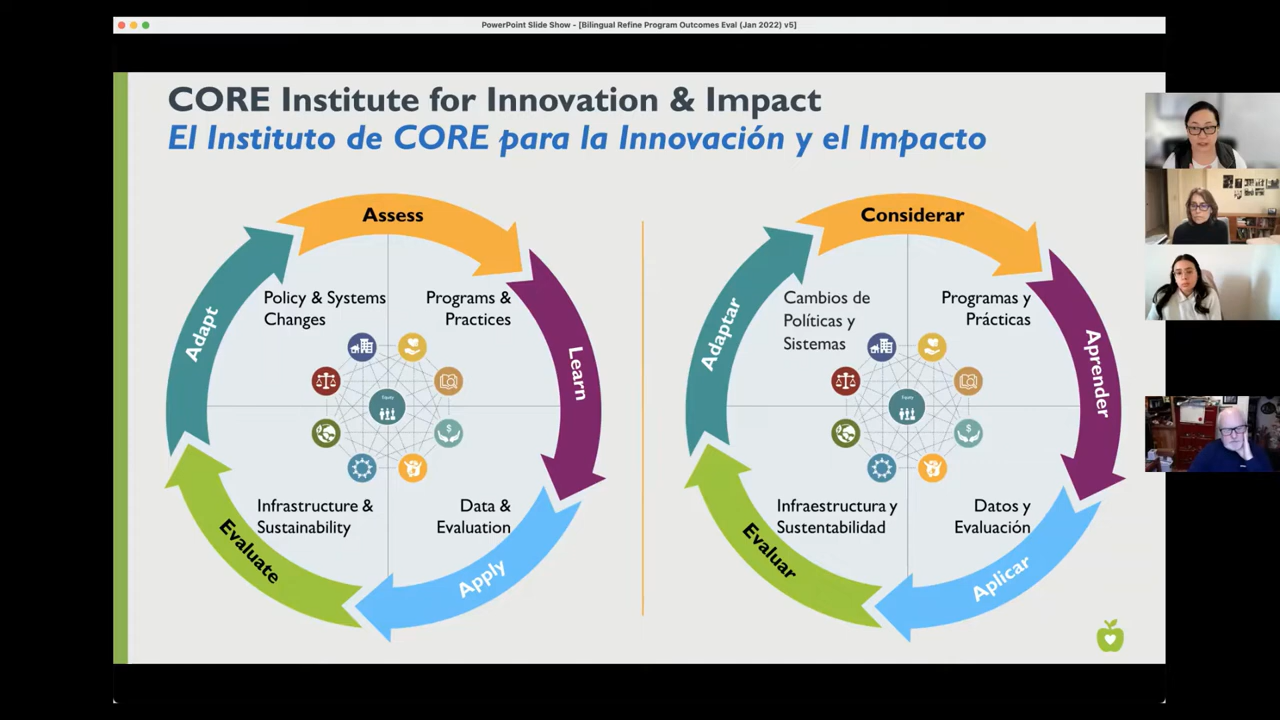 PowerPoint Slide Show - [Bilingual Refine Program Outcomes Eval (Jan 2022) v5]
CORE Institute for Innovation & Impact
El Instituto de CORE para la Innovación y el Impacto
Assess
Adapt
Policy & Systems
Changes
Programs &
Practices
Learn
Equity
$
Infrastructure &
Sustainability
Data &
Evaluation
Evaluate
Apply
Considerar
Adaptar
Cambios de
Políticas y
Sistemas
Programas y
Prácticas
Aprender
Equity
$
Infraestructura y
Sustentabilidad
Datos y
Evaluación
Evaluar
Aplicar